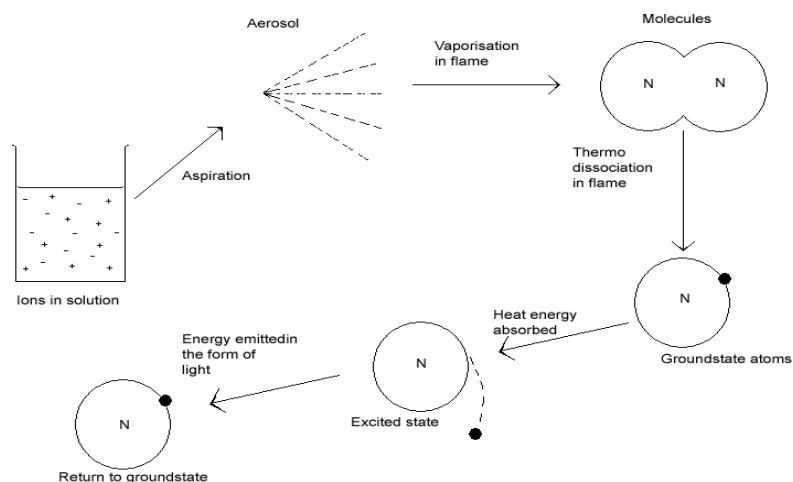 Aerosol
Molecules
Vaporisation
in flame
N N
Thermo
dissociation
in flame
Aspiration
- + - +
- + + -
- + - -
+ - + -
+ - + - +
Ions in solution
N
Groundstate atoms
Heat energy
absorbed
N
Excited state
Energy emittedin
the form of
light
N
Return to groundstate